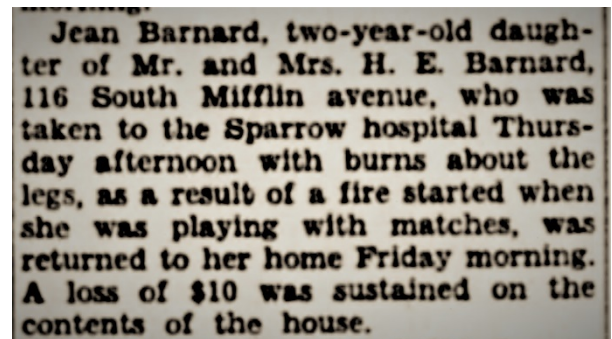 morning.
Jean Barnard, two-year-old daugh-
ter of Mr. and Mrs. H. E. Barnard,
116 South Mifflin avenue, who was
taken to the Sparrow hospital Thurs-
day afternoon with burns about the
legs, as a result of a fire started when
she was playing with matches, was
returned to her home Friday morning.
A loss of $10 was sustained on the
contents of the house.